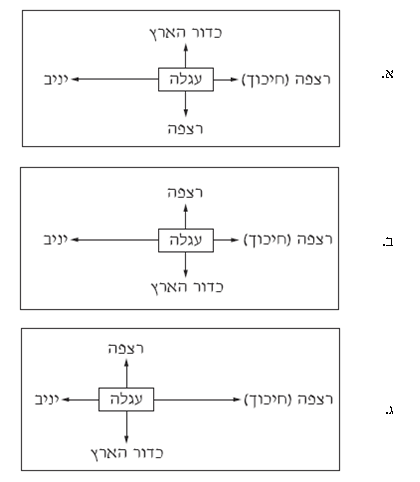 כדור הארץ
א.
יניב עגלה רצפה (חיכוך)
רצפה
רצפה
ב.
יניב עגלה רצפה (חיכוך)
כדור הארץ
רצפה
יניב עגלה רצפה (חיכוך)
ג.
כדור הארץ